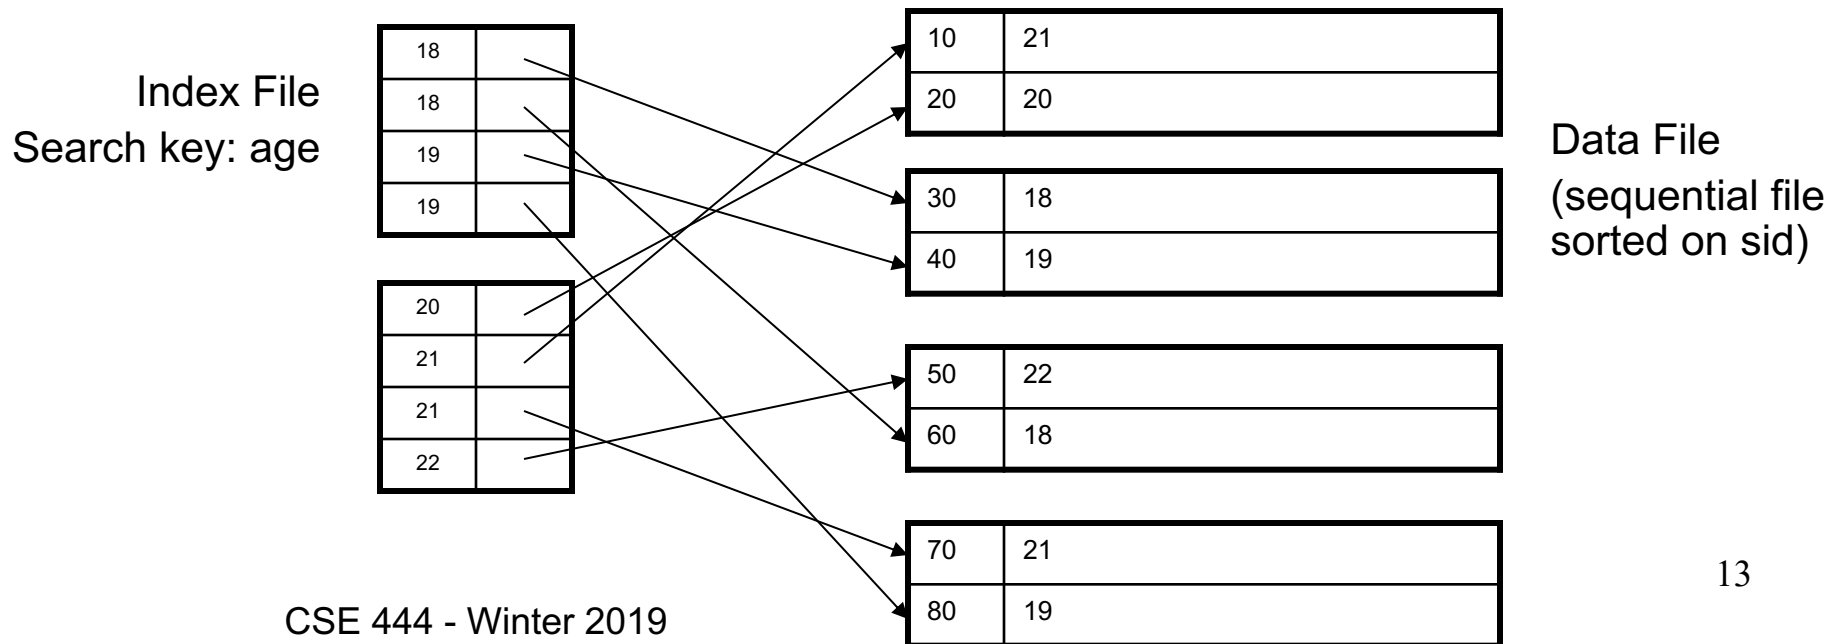 Index File
Search key: age
18
18
19
19
20
21
21
22
10 21
20 20
30 18
40 19
50 22
60 18
70 21
80 19
Data File
(sequential file
sorted on sid)
CSE 444 - Winter 2019
13